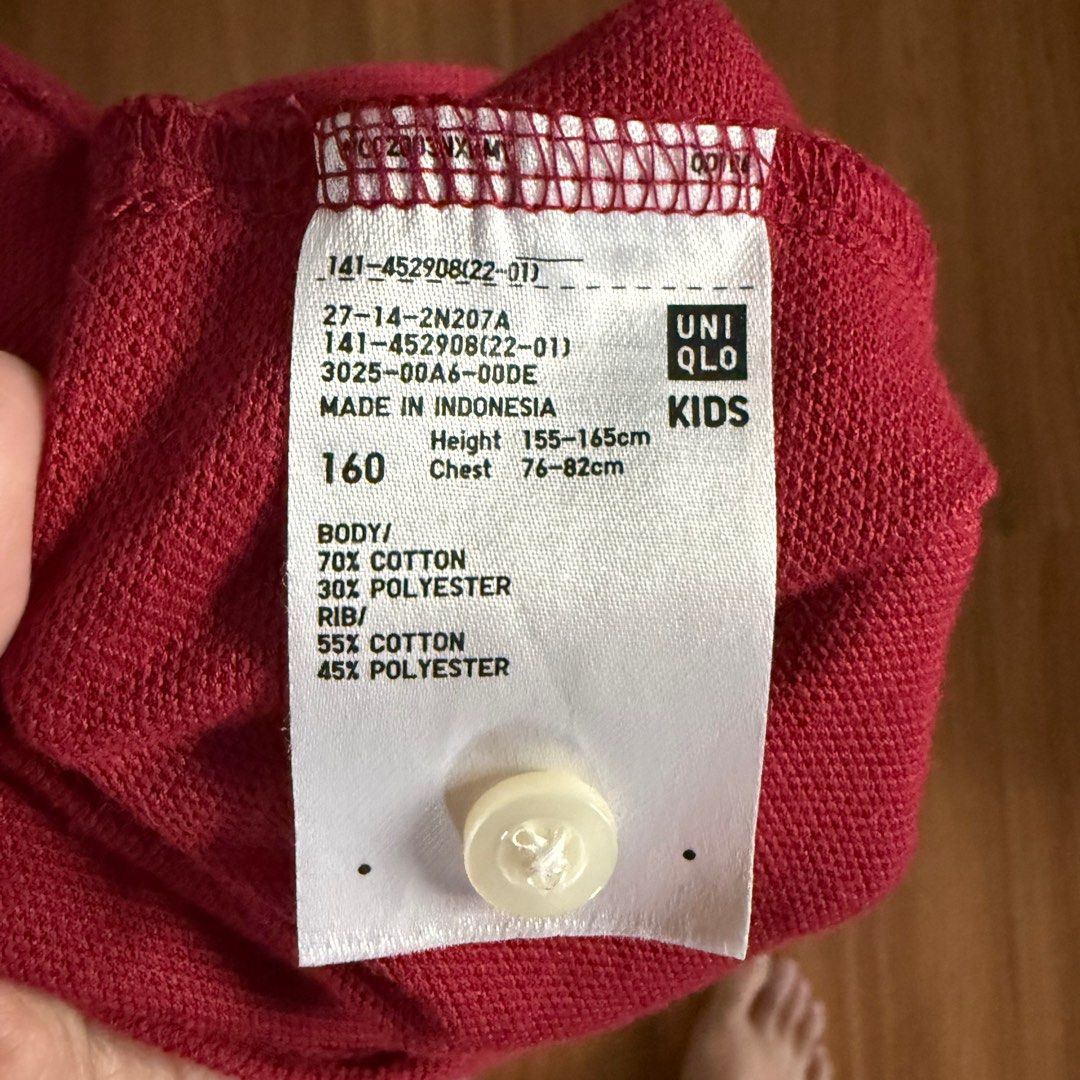 141-452908(22-01)
27-14-2N207A
141-452908(22-01)
3025-00A6-00DE
MADE IN INDONESIA
UNI
QLO
KIDS
160
Height 155-165cm
Chest 76-82cm
BODY/
70% COTTON
30% POLYESTER
RIB/
55% COTTON
45% POLYESTER